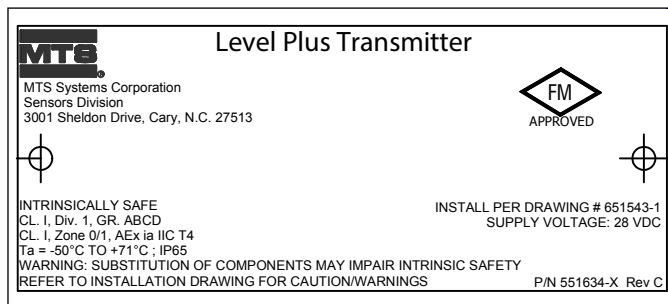 MTS
Level Plus Transmitter
MTS Systems Corporation
Sensors Division
3001 Sheldon Drive, Cary, N.C. 27513
FM
APPROVED
INTRINSICALLY SAFE
CL. I, Div. 1, GR. ABCD
CL. I, Zone 0/1, AEx ia IIC T4
Ta = -50°C TO +71°C ; IP65
INSTALL PER DRAWING # 651543-1
SUPPLY VOLTAGE: 28 VDC
WARNING: SUBSTITUTION OF COMPONENTS MAY IMPAIR INTRINSIC SAFETY
REFER TO INSTALLATION DRAWING FOR CAUTION/WARNINGS
P/N 551634-X Rev C